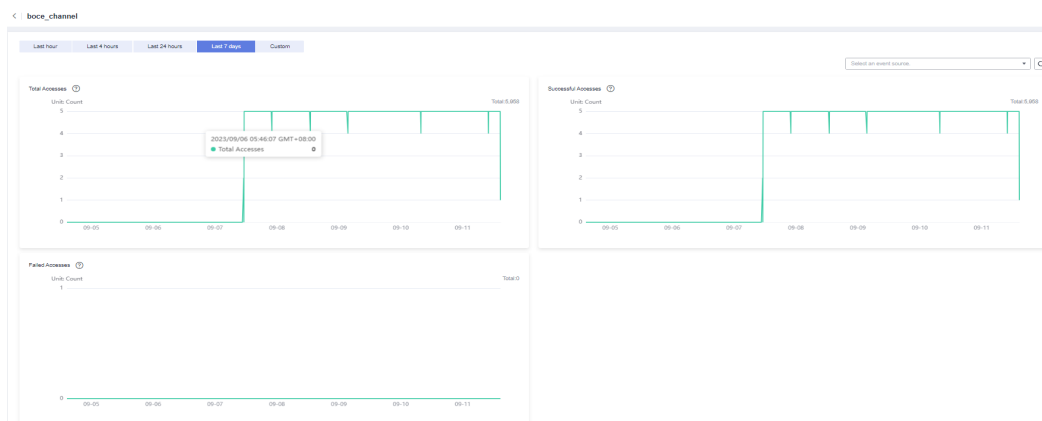 < boce_channel
Last hour Last 4 hours Last 24 hours Last 7 days Custom
Select an event source.
Total Accesses ?
Unit: Count Total:5,958
5
4
3
2
1
0
09-05 09-06 09-07 09-08 09-09 09-10 09-11
2023/09/06 05:46:07 GMT+08:00
Total Accesses 0
Successful Accesses ?
Unit: Count Total:5,958
5
4
3
2
1
0
09-05 09-06 09-07 09-08 09-09 09-10 09-11
Failed Accesses ?
Unit: Count Total:0
1
0
09-05 09-06 09-07 09-08 09-09 09-10 09-11